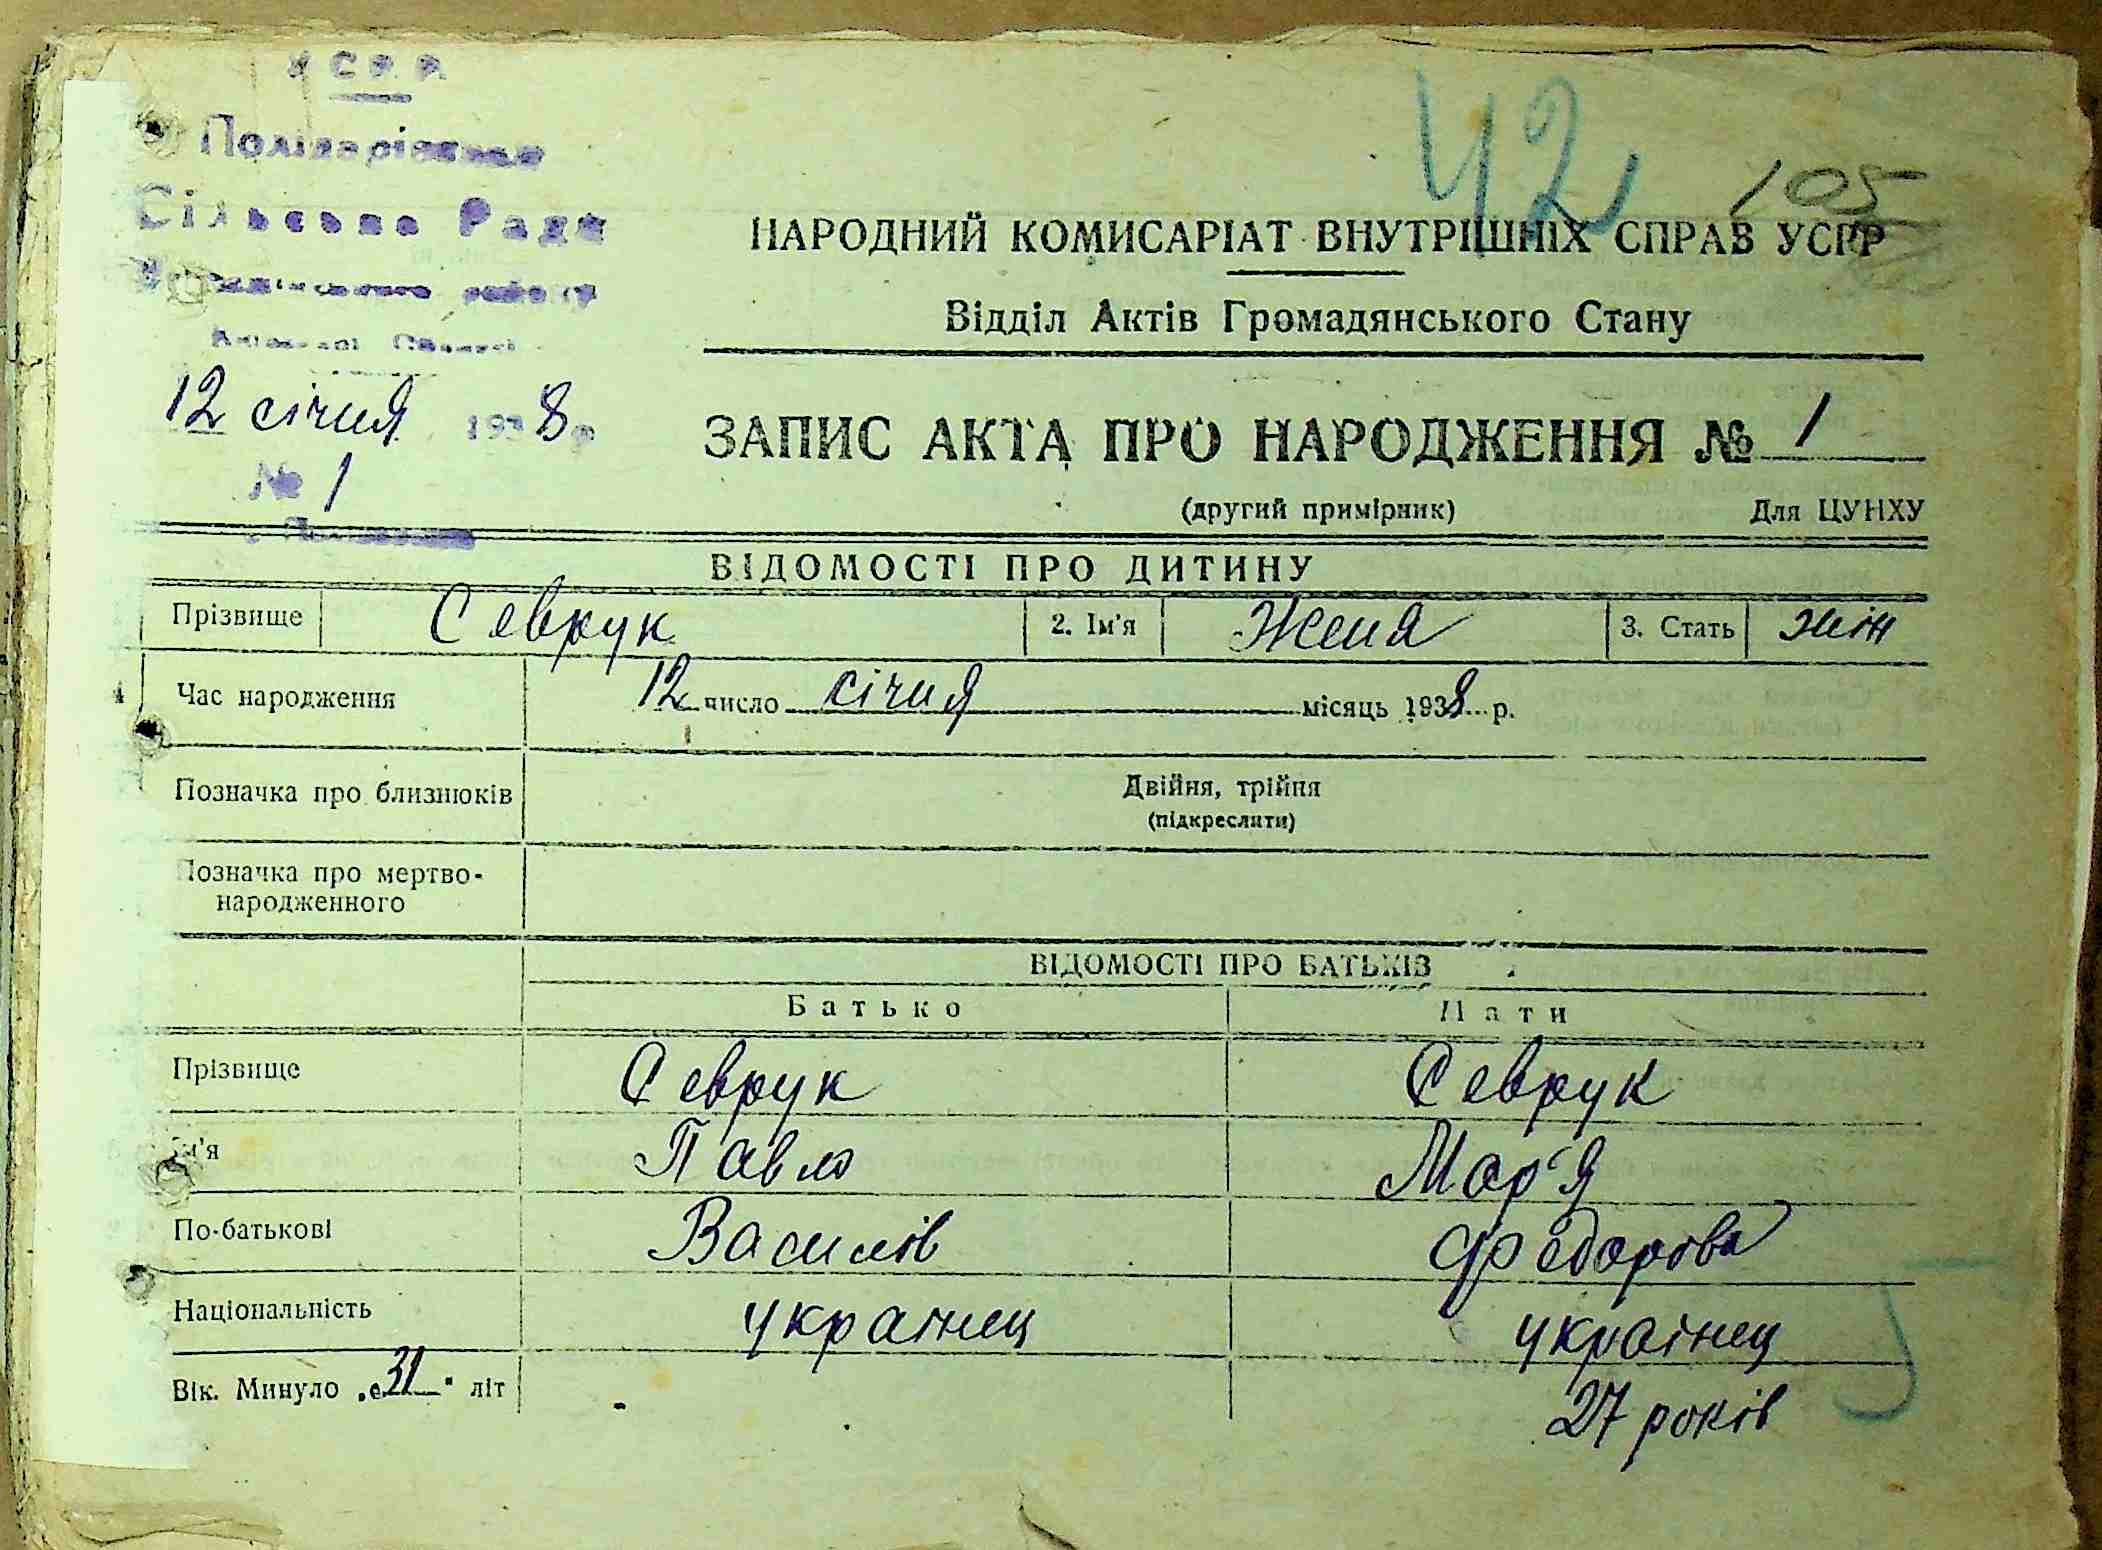 УСРР
Сільська Рада
району
12 січня 1938 р
№ 1
42 105
НАРОДНИЙ КОМИСАРІАТ ВНУТРІШНІХ СПРАВ УСРР
Відділ Актів Громадянського Стану
ЗАПИС АКТА ПРО НАРОДЖЕННЯ № 1
(другий примірник) Для ЦУНХУ
ВІДОМОСТІ ПРО ДИТИНУ
Прізвище Севрук 2. Ім'я Женя 3. Стать жін
Час народження 12 число січня місяць 1938 р.
Позначка про близнюків Двійня, трійня
(підкреслити)
Позначка про мертво-
народженного
ВІДОМОСТІ ПРО БАТЬКІВ
Батько Мати
Прізвище Севрук Севрук
Ім'я Павло Мар'я
По-батькові Василів Федорова
Національність українец українец
Вік. Минуло „31" літ 27 років